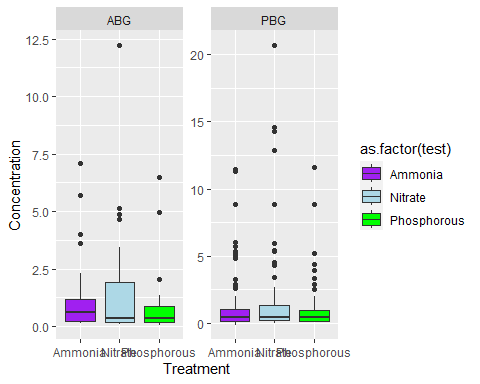 ABG
PBG
12.5
10.0
7.5
5.0
2.5
0.0
20
15
10
5
0
Concentration
Ammonia Nitrate Phosphorous
Ammonia Nitrate Phosphorous
Treatment
as.factor(test)
Ammonia
Nitrate
Phosphorous